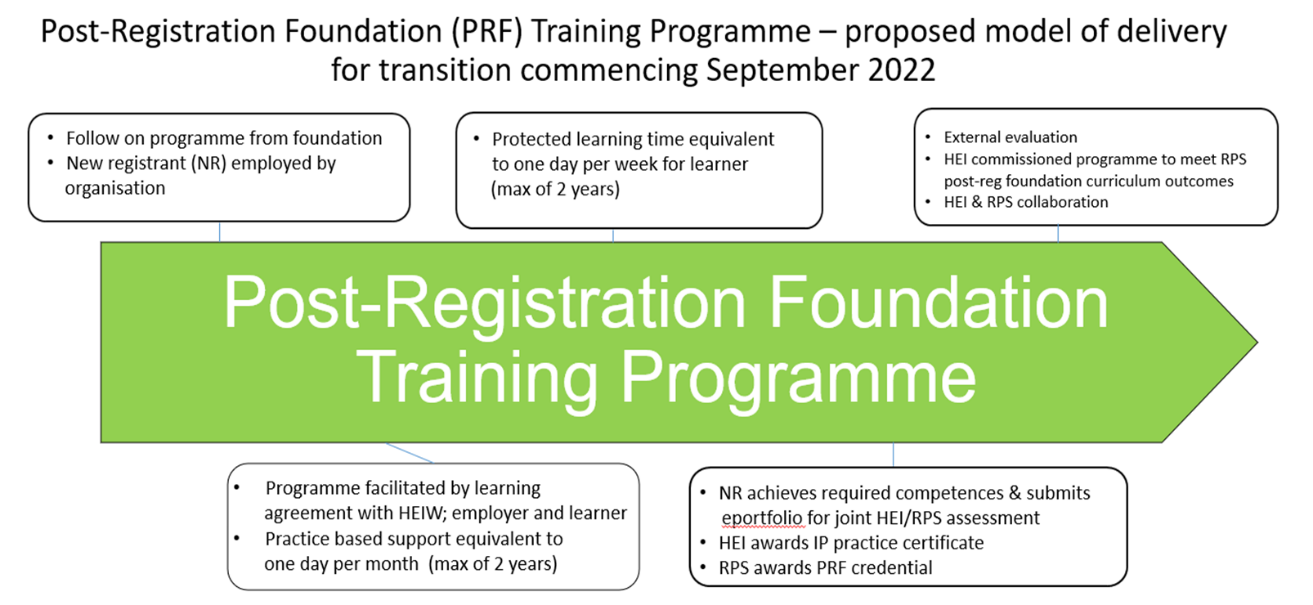 Post-Registration Foundation (PRF) Training Programme – proposed model of delivery
for transition commencing September 2022
• Follow on programme from foundation
• New registrant (NR) employed by
organisation
• Protected learning time equivalent
to one day per week for learner
(max of 2 years)
• External evaluation
• HEI commissioned programme to meet RPS
post-reg foundation curriculum outcomes
• HEI & RPS collaboration
Post-Registration Foundation
Training Programme
• Programme facilitated by learning
agreement with HEIW; employer and learner
• Practice based support equivalent to
one day per month (max of 2 years)
• NR achieves required competences & submits
eportfolio for joint HEI/RPS assessment
• HEI awards IP practice certificate
• RPS awards PRF credential